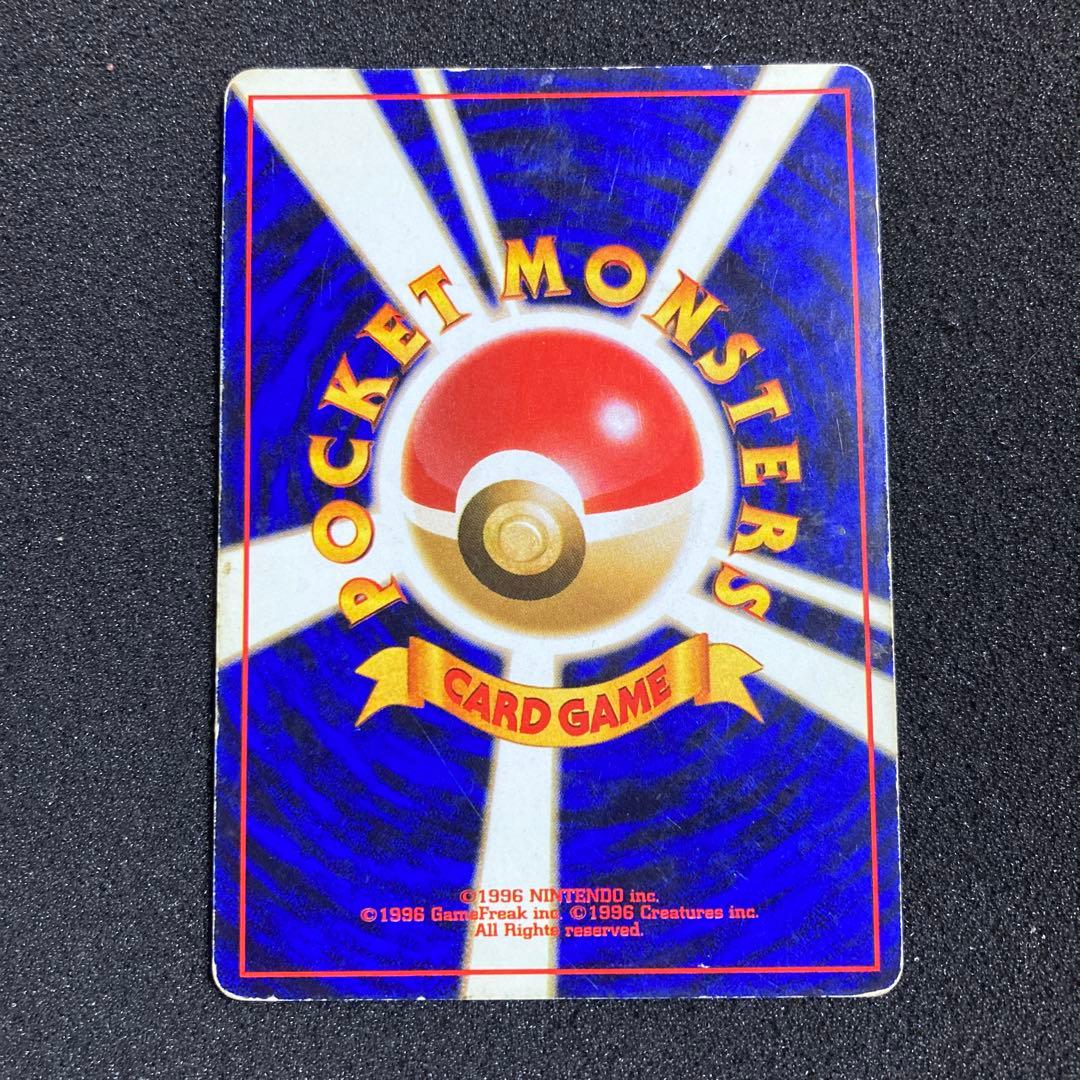 POCKET MONSTERS
CARD GAME
©1996 NINTENDO inc.
©1996 GameFreak inc. ©1996 Creatures inc.
All Rights reserved.